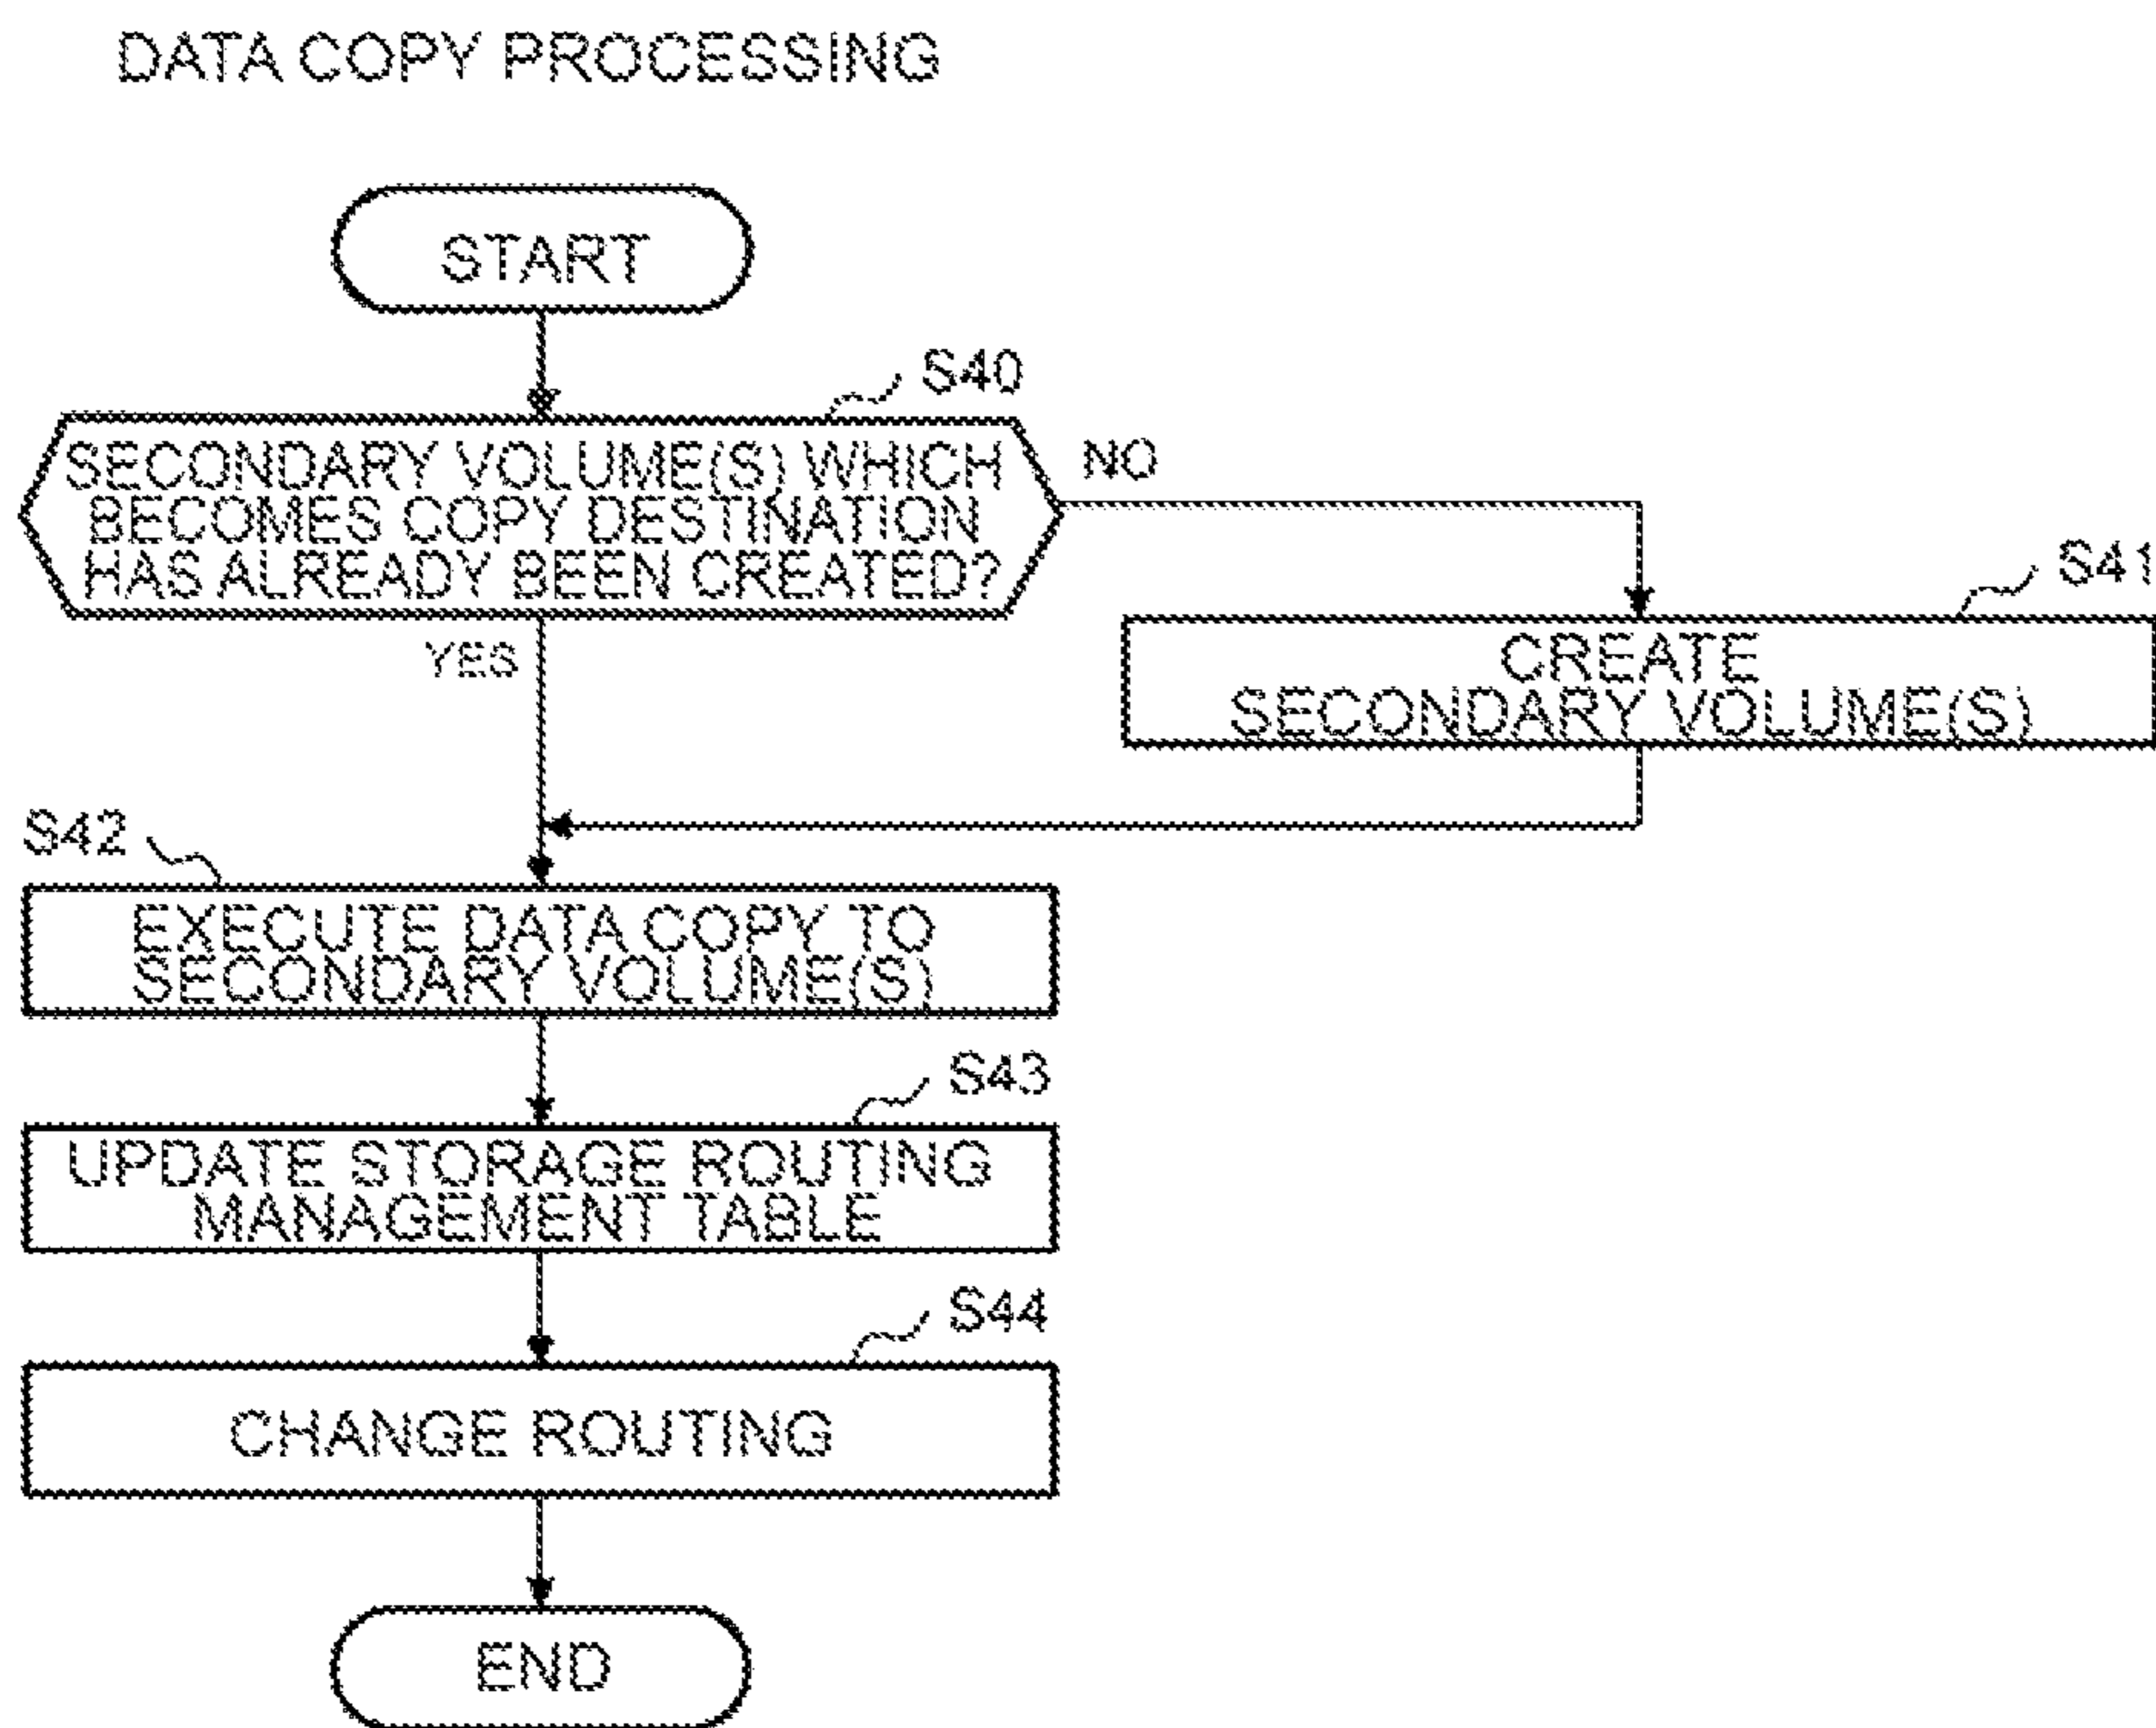 DATA COPY PROCESSING
START
S40
SECONDARY VOLUME(S) WHICH
BECOMES COPY DESTINATION
HAS ALREADY BEEN CREATED?
NO
S41
CREATE
SECONDARY VOLUME(S)
YES
S42
EXECUTE DATA COPY TO
SECONDARY VOLUME(S)
S43
UPDATE STORAGE ROUTING
MANAGEMENT TABLE
S44
CHANGE ROUTING
END